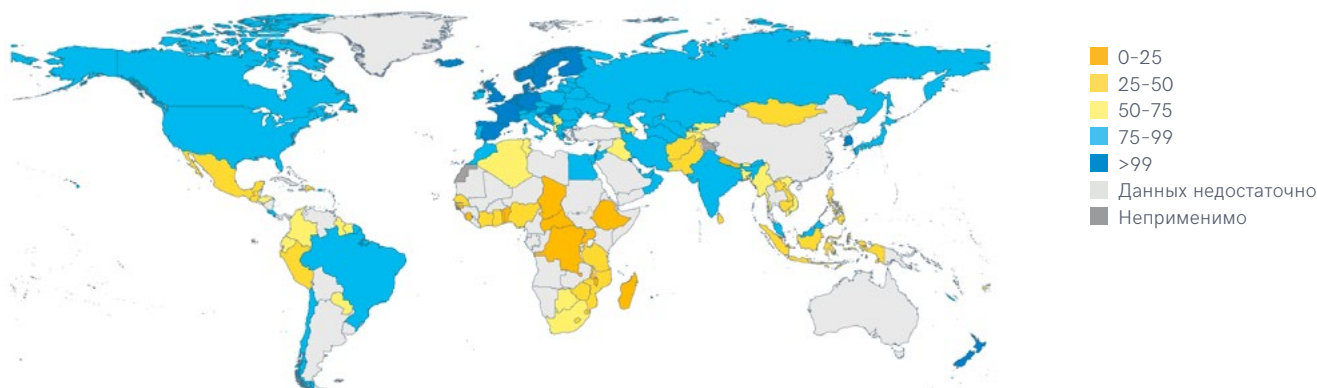 0-25
25-50
50-75
75-99
>99
Данных недостаточно
Неприменимо